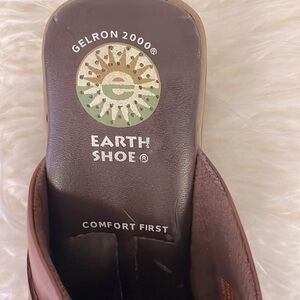 GELRON 2000®
EARTH
SHOE ®
COMFORT FIRST